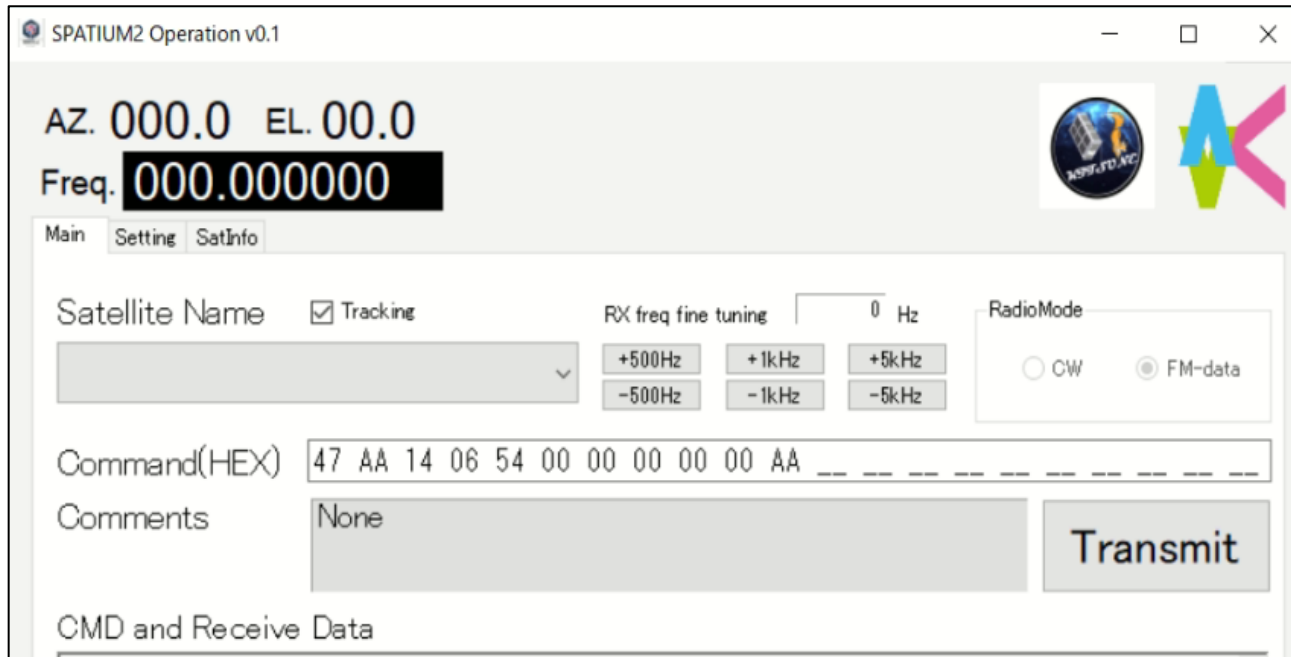 SPATIUM2 Operation v0.1
AZ. 000.0 EL. 00.0
Freq. 000.000000
Main Setting SatInfo
Satellite Name Tracking RX freq fine tuning 0 Hz RadioMode
+500Hz +1kHz +5kHz CW FM-data
-500Hz -1kHz -5kHz
Command(HEX) 47 AA 14 06 54 00 00 00 00 00 AA __ __ __ __ __ __ __ __ __ __
Comments None Transmit
CMD and Receive Data